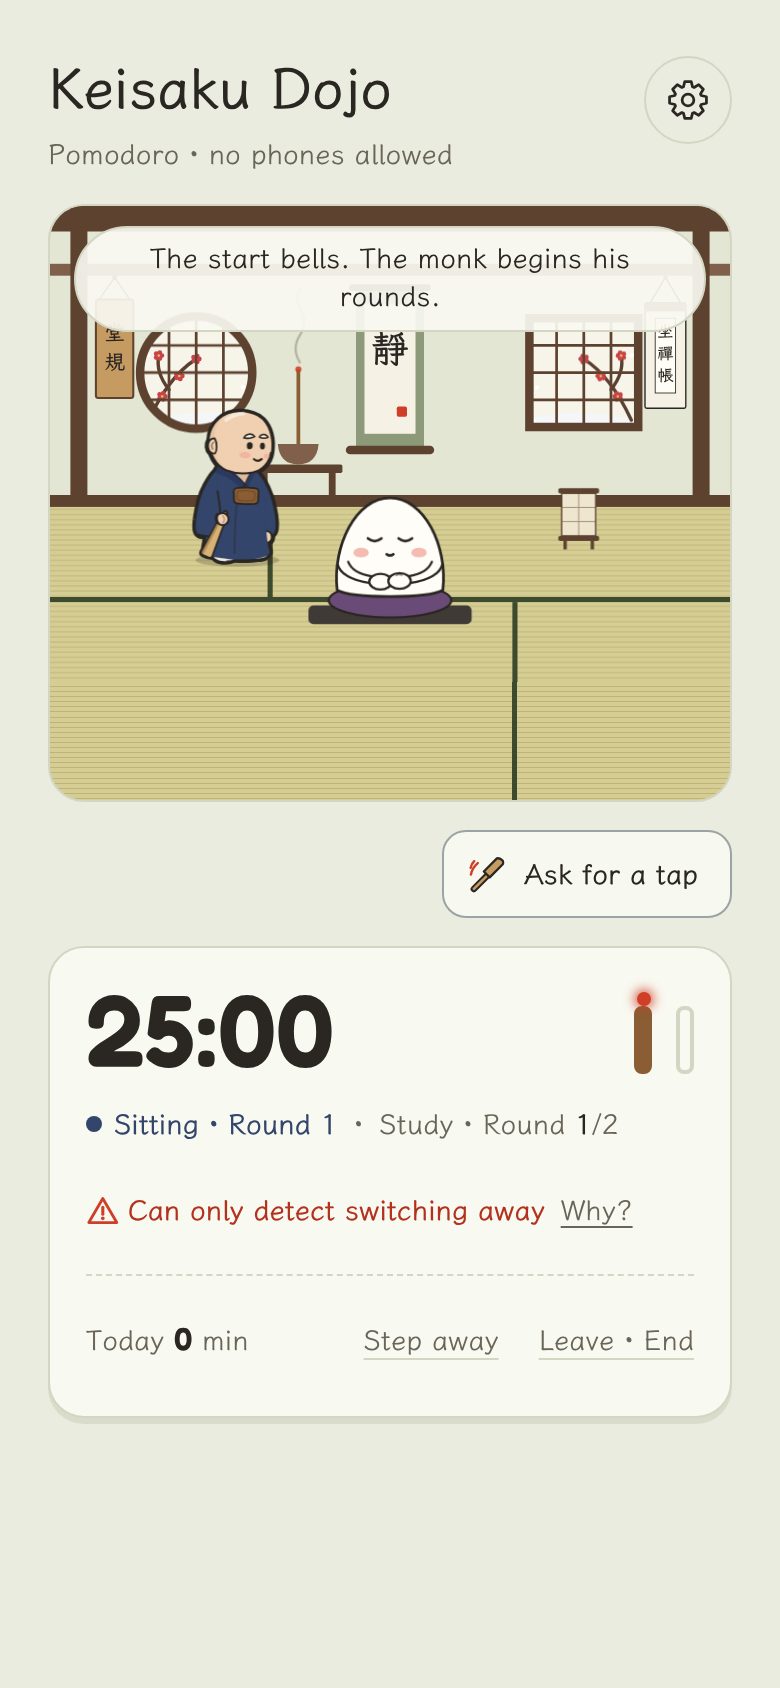 Keisaku Dojo
Pomodoro • no phones allowed
The start bells. The monk begins his
rounds.
堂規
靜
坐禪帳
Ask for a tap
25:00
Sitting • Round 1 • Study • Round 1/2
Can only detect switching away Why?
Today 0 min
Step away
Leave • End